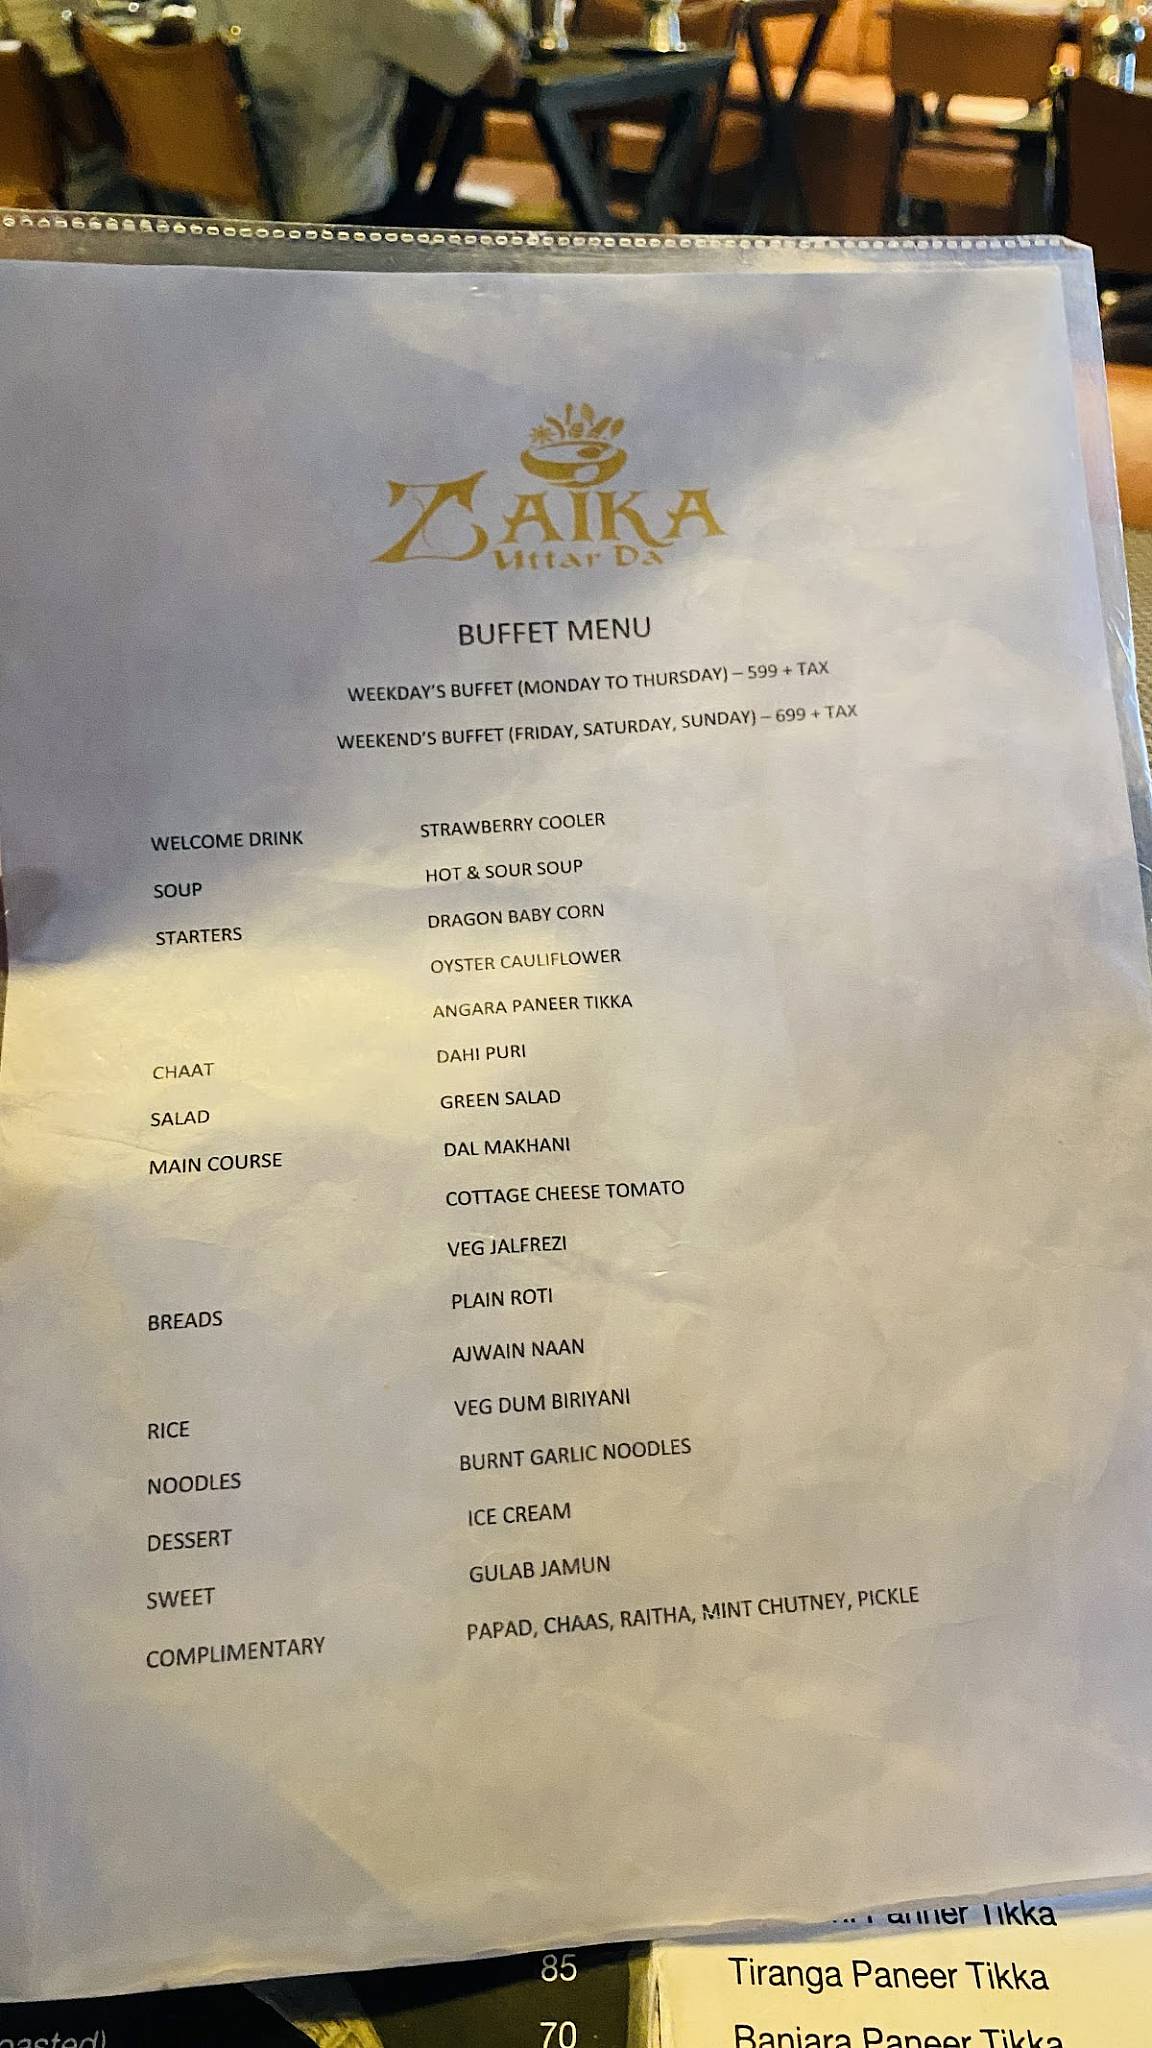 ZAIKA
Uttar Da
BUFFET MENU
WEEKDAY'S BUFFET (MONDAY TO THURSDAY) – 599 + TAX
WEEKEND'S BUFFET (FRIDAY, SATURDAY, SUNDAY) – 699 + TAX
WELCOME DRINK STRAWBERRY COOLER
SOUP HOT & SOUR SOUP
STARTERS DRAGON BABY CORN
OYSTER CAULIFLOWER
ANGARA PANEER TIKKA
CHAAT DAHI PURI
SALAD GREEN SALAD
MAIN COURSE DAL MAKHANI
COTTAGE CHEESE TOMATO
VEG JALFREZI
BREADS PLAIN ROTI
AJWAIN NAAN
RICE VEG DUM BIRIYANI
NOODLES BURNT GARLIC NOODLES
DESSERT ICE CREAM
SWEET GULAB JAMUN
COMPLIMENTARY PAPAD, CHAAS, RAITHA, MINT CHUTNEY, PICKLE
Panner Tikka
85 Tiranga Paneer Tikka
70 Banjara Paneer Tikka